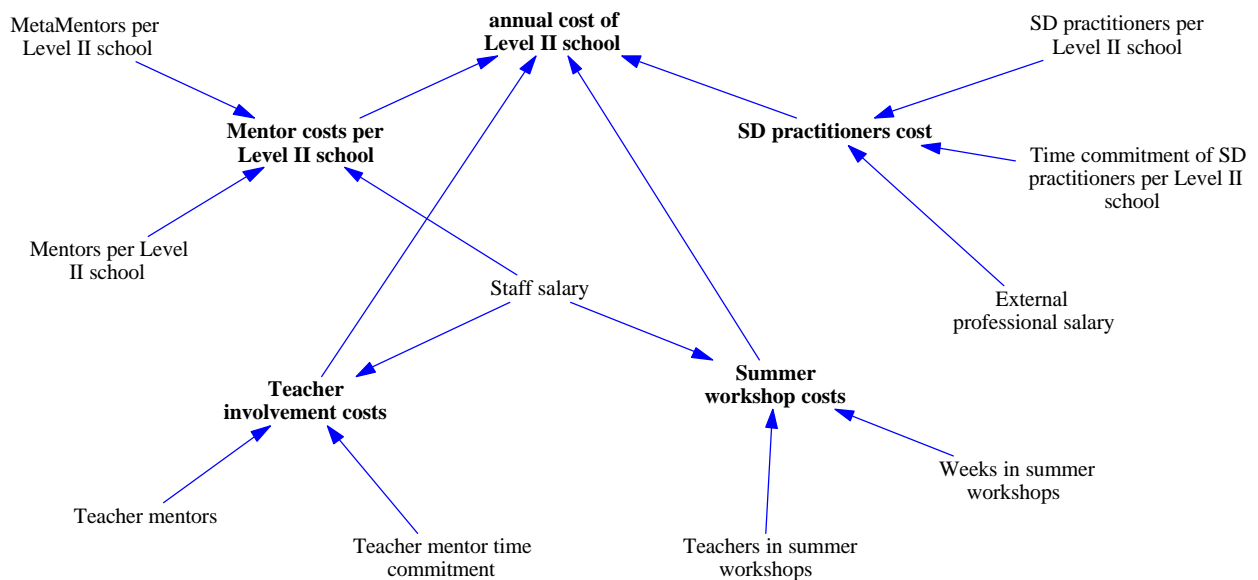 MetaMentors per
Level II school
annual cost of
Level II school
SD practitioners per
Level II school
Mentor costs per
Level II school
SD practitioners cost
Time commitment of SD
practitioners per Level II
school
Mentors per Level
II school
Staff salary
External
professional salary
Teacher
involvement costs
Summer
workshop costs
Weeks in summer
workshops
Teacher mentors
Teacher mentor time
commitment
Teachers in summer
workshops